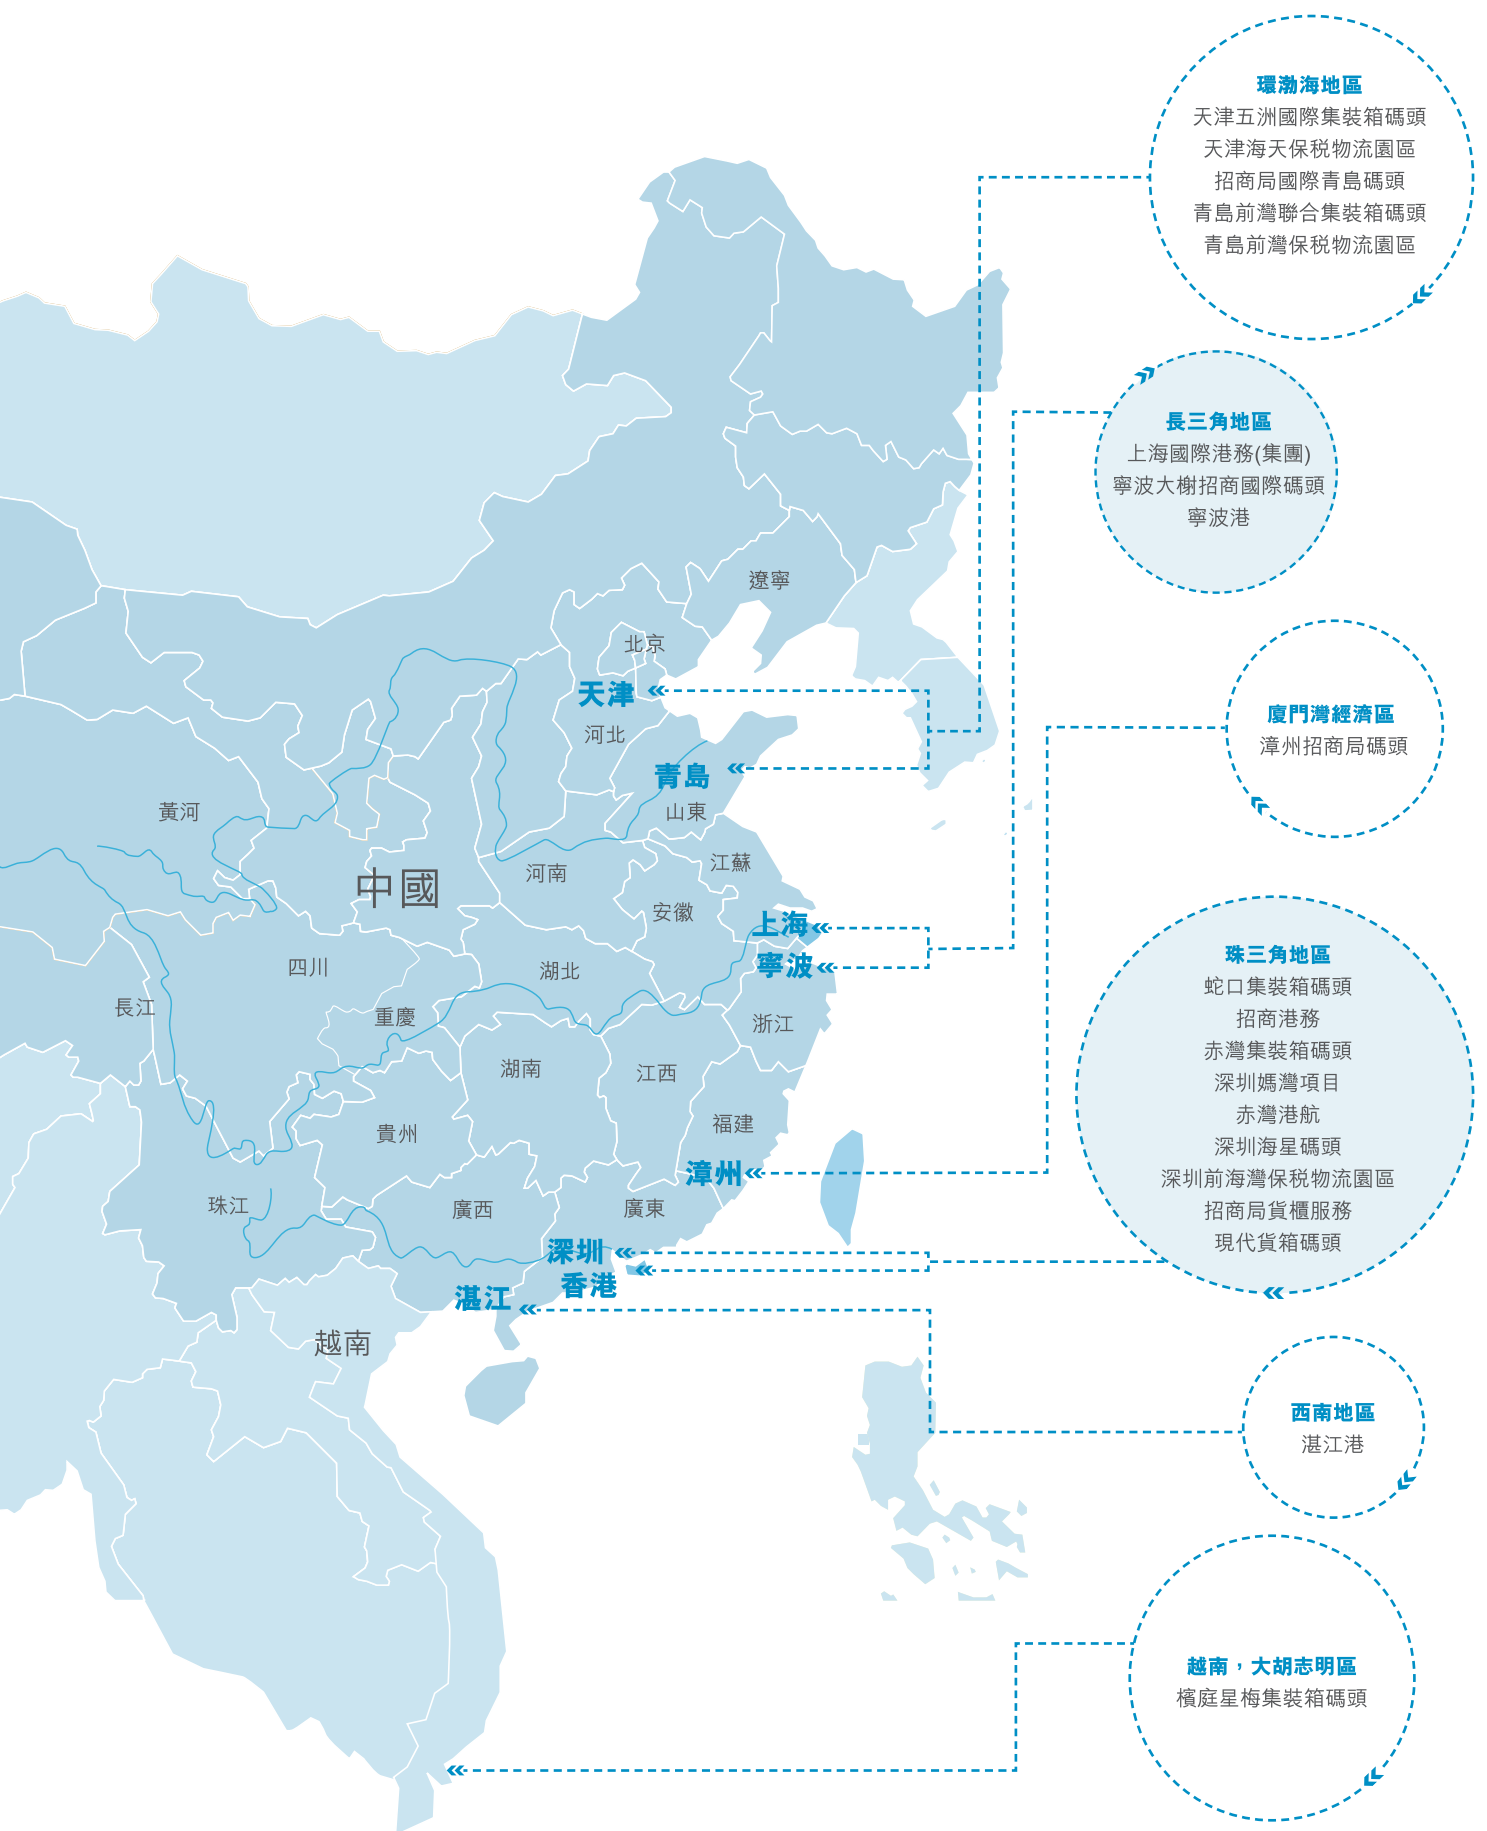 環渤海地區
天津五洲國際集裝箱碼頭
天津海天保税物流園區
招商局國際青島碼頭
青島前灣聯合集裝箱碼頭
青島前灣保税物流園區
長三角地區
上海國際港務(集團)
寧波大榭招商國際碼頭
寧波港
遼寧
北京
天津
河北
青島
山東
廈門灣經濟區
漳州招商局碼頭
黃河
中國
河南
江蘇
安徽
上海
寧波
四川
湖北
長江
重慶
浙江
湖南
江西
福建
貴州
漳州
珠江
廣西
廣東
深圳
香港
湛江
越南
珠三角地區
蛇口集裝箱碼頭
招商港務
赤灣集裝箱碼頭
深圳媽灣項目
赤灣港航
深圳海星碼頭
深圳前海灣保税物流園區
招商局貨櫃服務
現代貨箱碼頭
西南地區
湛江港
越南，大胡志明區
檳庭星梅集裝箱碼頭